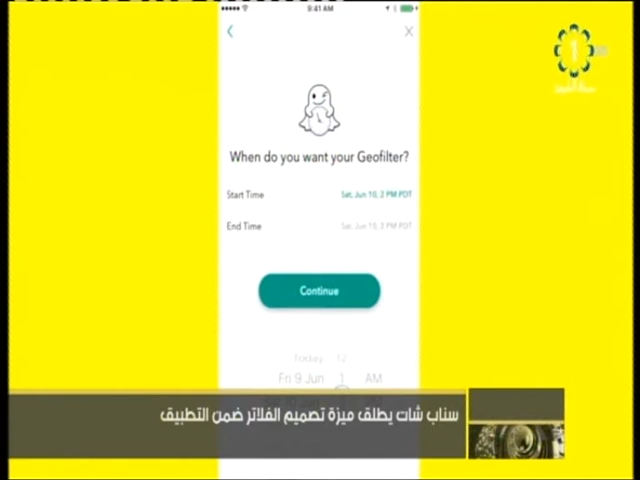 9:41 AM
When do you want your Geofilter?
Start Time
Sat, Jun 10, 2 PM PDT
End Time
Sat, Jun 10, 3 PM PDT
Continue
Today 12
Fri 9 Jun 1 AM
سناب شات يطلق ميزة تصميم الفلاتر ضمن التطبيق
1